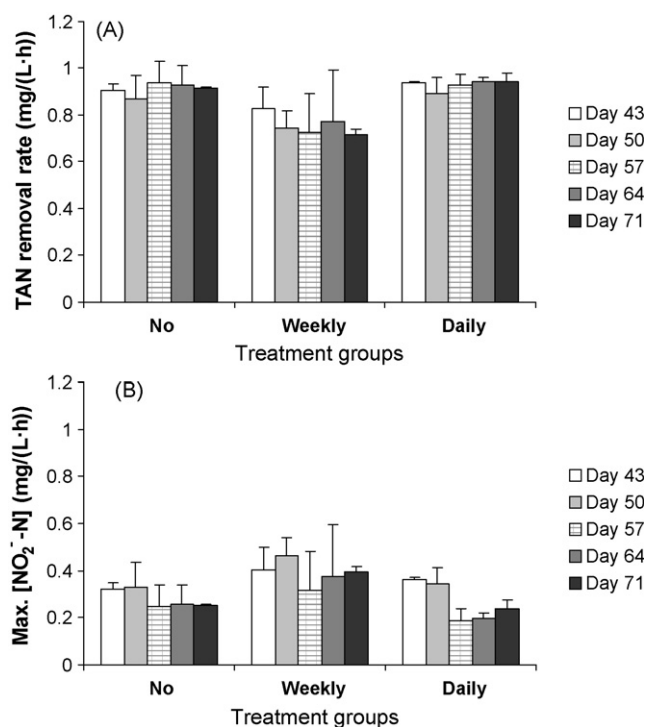 (A)
TAN removal rate (mg/(L·h))
1.2
1
0.8
0.6
0.4
0.2
0
No Weekly Daily
Treatment groups
Day 43
Day 50
Day 57
Day 64
Day 71
(B)
Max. [NO₂⁻-N] (mg/(L·h))
1.2
1
0.8
0.6
0.4
0.2
0
No Weekly Daily
Treatment groups
Day 43
Day 50
Day 57
Day 64
Day 71